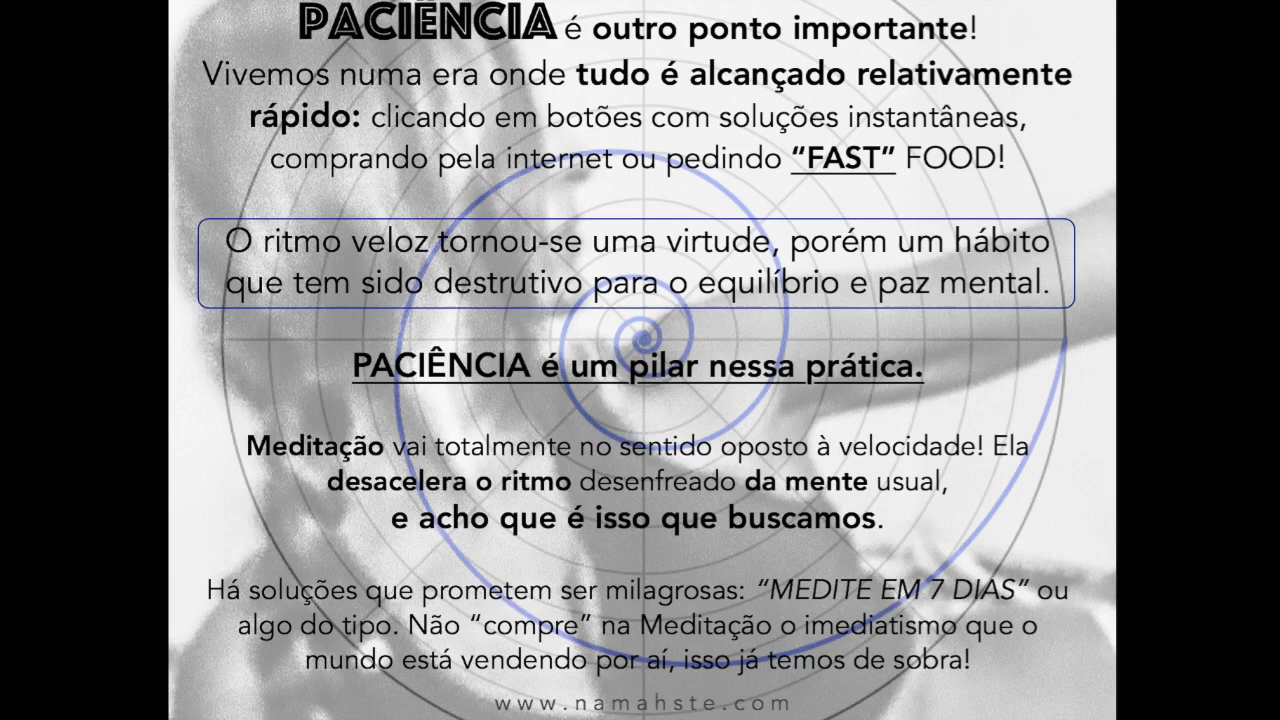 PACIÊNCIA é outro ponto importante!
Vivemos numa era onde tudo é alcançado relativamente
rápido: clicando em botões com soluções instantâneas,
comprando pela internet ou pedindo “FAST” FOOD!
O ritmo veloz tornou-se uma virtude, porém um hábito
que tem sido destrutivo para o equilíbrio e paz mental.
PACIÊNCIA é um pilar nessa prática.
Meditação vai totalmente no sentido oposto à velocidade! Ela
desacelera o ritmo desenfreado da mente usual,
e acho que é isso que buscamos.
Há soluções que prometem ser milagrosas: “MEDITE EM 7 DIAS” ou
algo do tipo. Não “compre” na Meditação o imediatismo que o
mundo está vendendo por aí, isso já temos de sobra!
www.namahste.com